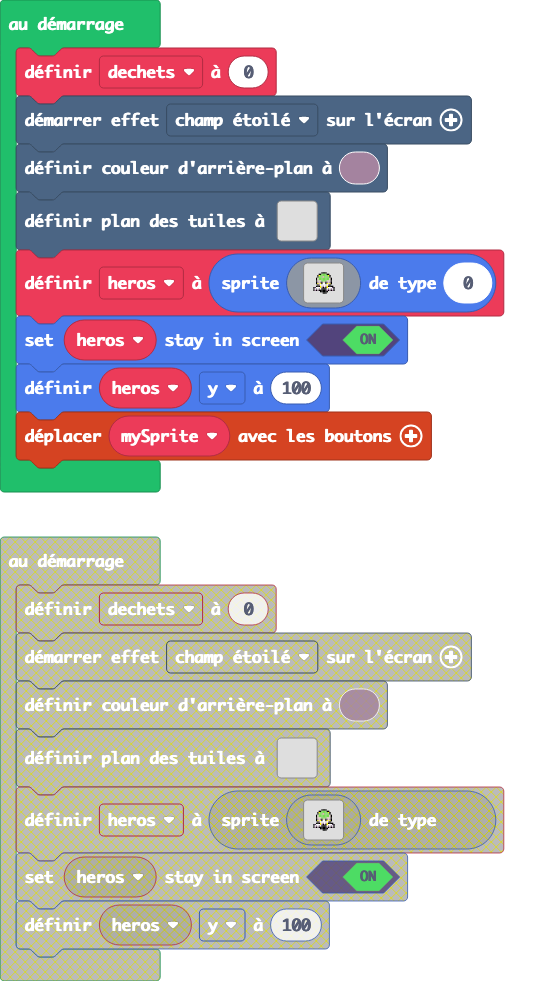 au démarrage
définir dechets à 0
démarrer effet champ étoilé sur l'écran
définir couleur d'arrière-plan à
définir plan des tuiles à
définir heros à sprite de type 0
set heros stay in screen ON
définir heros y à 100
déplacer mySprite avec les boutons
au démarrage
définir dechets à 0
démarrer effet champ étoilé sur l'écran
définir couleur d'arrière-plan à
définir plan des tuiles à
définir heros à sprite de type
set heros stay in screen ON
définir heros y à 100